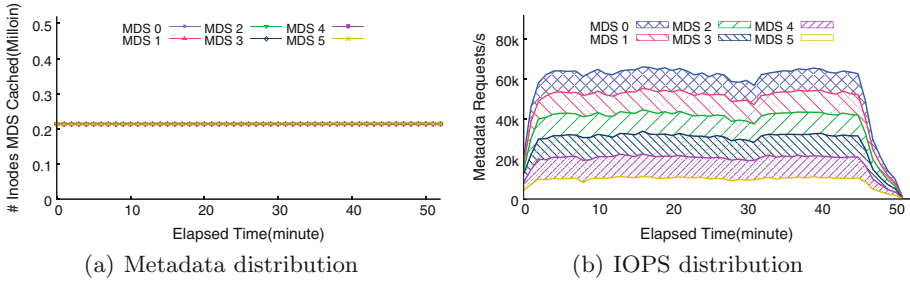 # Inodes MDS Cached(Milloin)
0.5
0.4
0.3
0.2
0.1
0
MDS 0 MDS 2 MDS 4
MDS 1 MDS 3 MDS 5
0 10 20 30 40 50
Elapsed Time(minute)
(a) Metadata distribution
Metadata Requests/s
80k
60k
40k
20k
0
MDS 0 MDS 2 MDS 4
MDS 1 MDS 3 MDS 5
0 10 20 30 40 50
Elapsed Time(minute)
(b) IOPS distribution